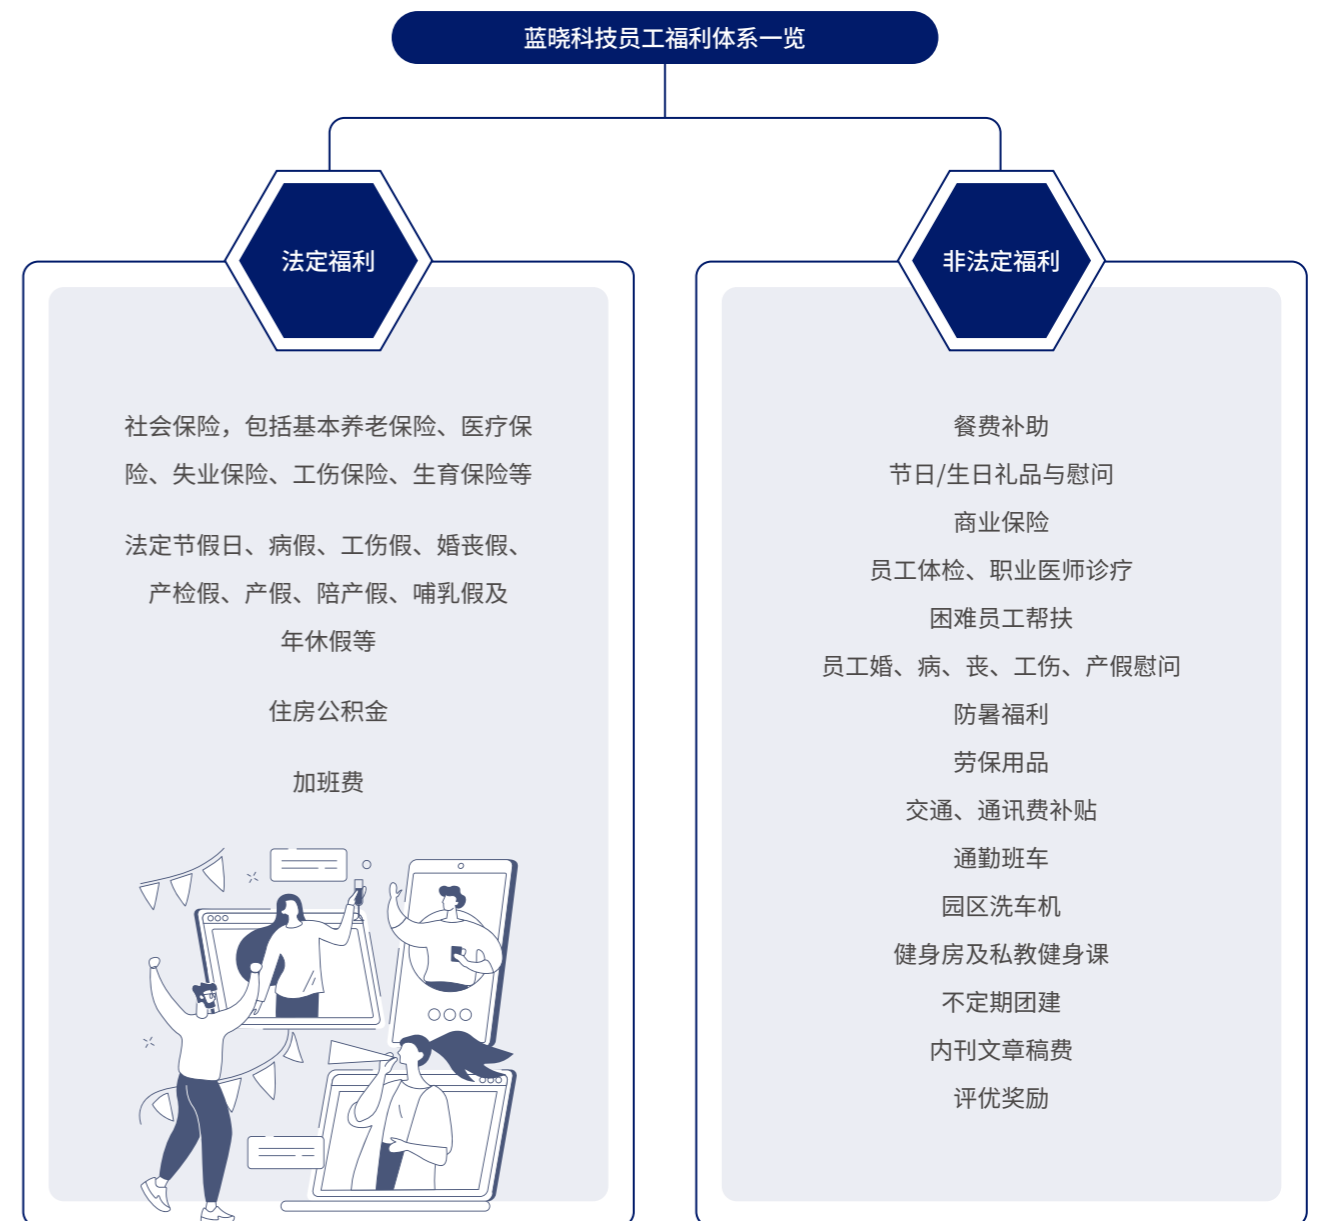 蓝晓科技员工福利体系一览
法定福利
社会保险，包括基本养老保险、医疗保
险、失业保险、工伤保险、生育保险等
法定节假日、病假、工伤假、婚丧假、
产检假、产假、陪产假、哺乳假及
年休假等
住房公积金
加班费
非法定福利
餐费补助
节日/生日礼品与慰问
商业保险
员工体检、职业医师诊疗
困难员工帮扶
员工婚、病、丧、工伤、产假慰问
防暑福利
劳保用品
交通、通讯费补贴
通勤班车
园区洗车机
健身房及私教健身课
不定期团建
内刊文章稿费
评优奖励